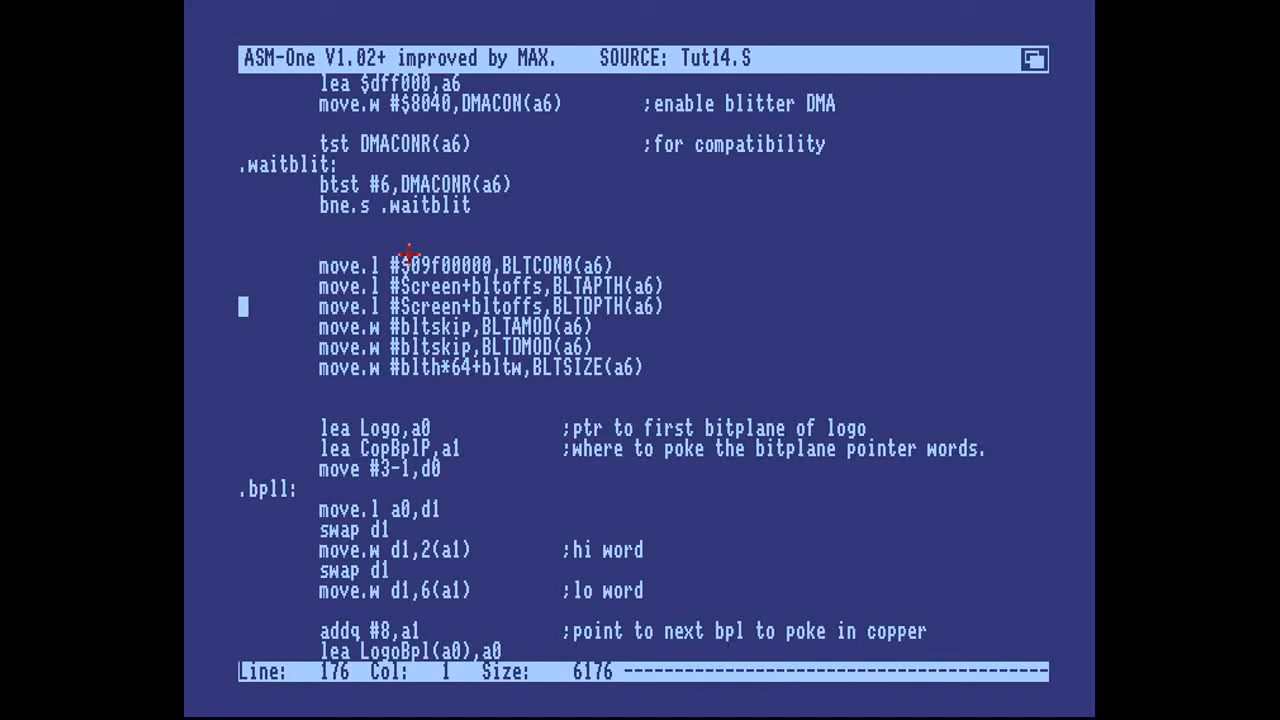 ASM-One V1.02+ improved by MAX.    SOURCE: Tut14.S
lea $dff000,a6
move.w #$8040,DMACON(a6)        ;enable blitter DMA
tst DMACONR(a6)                 ;for compatibility
.waitblit:
btst #6,DMACONR(a6)
bne.s .waitblit
move.l #$09f00000,BLTCON0(a6)
move.l #Screen+bltoffs,BLTAPTH(a6)
move.l #Screen+bltoffs,BLTDPTH(a6)
move.w #bltskip,BLTAMOD(a6)
move.w #bltskip,BLTDMOD(a6)
move.w #blth*64+bltw,BLTSIZE(a6)
lea Logo,a0             ;ptr to first bitplane of logo
lea CopBplP,a1          ;where to poke the bitplane pointer words.
move #3-1,d0
.bpll:
move.l a0,d1
swap d1
move.w d1,2(a1)         ;hi word
swap d1
move.w d1,6(a1)         ;lo word
addq #8,a1              ;point to next bpl to poke in copper
lea LogoBpl(a0),a0
Line:   176  Col:   1   Size:    6176 ------------------------------------------